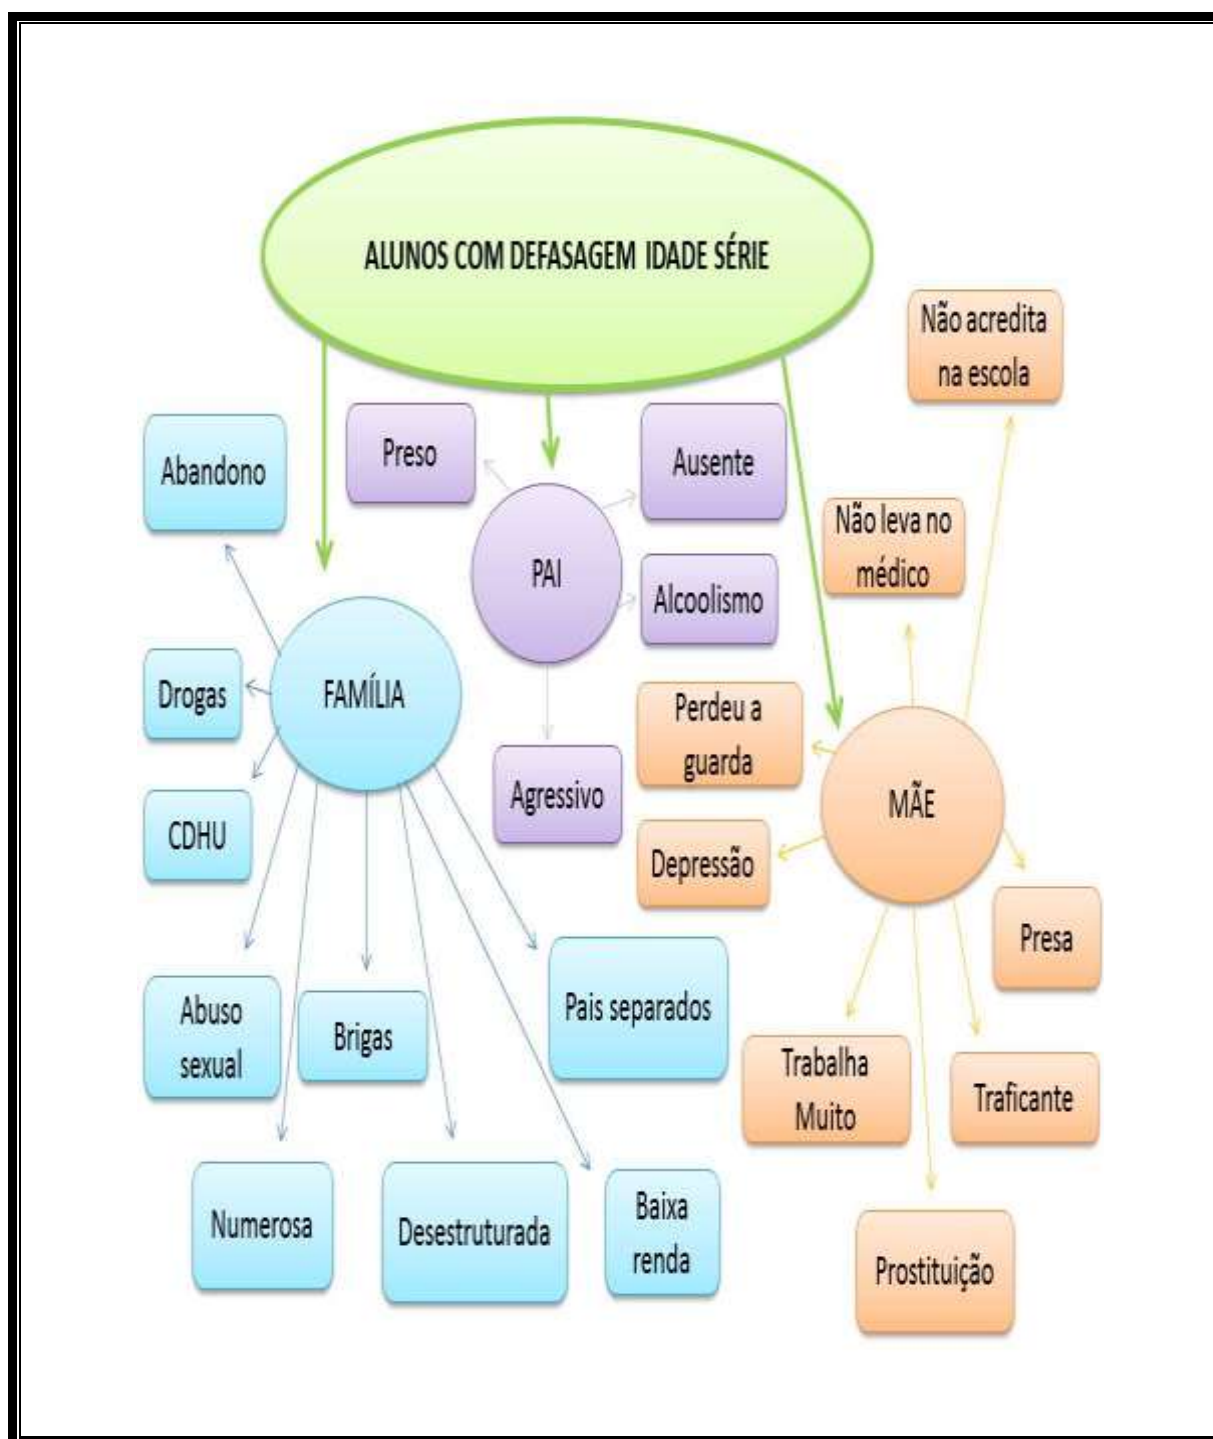 ALUNOS COM DEFASAGEM IDADE SÉRIE
Não acredita
na escola
Preso
Ausente
Abandono
Não leva no
médico
PAI
Alcoolismo
Drogas
FAMÍLIA
Perdeu a
guarda
Agressivo
MÃE
CDHU
Depressão
Presa
Abuso
sexual
Brigas
Pais separados
Trabalha
Muito
Traficante
Numerosa
Desestruturada
Baixa
renda
Prostituição